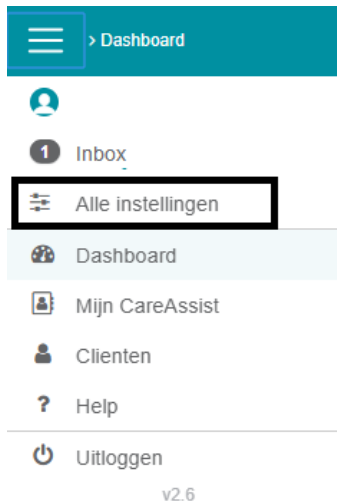 > Dashboard
1 Inbox
Alle instellingen
Dashboard
Mijn CareAssist
Clienten
? Help
Uitloggen
v2.6